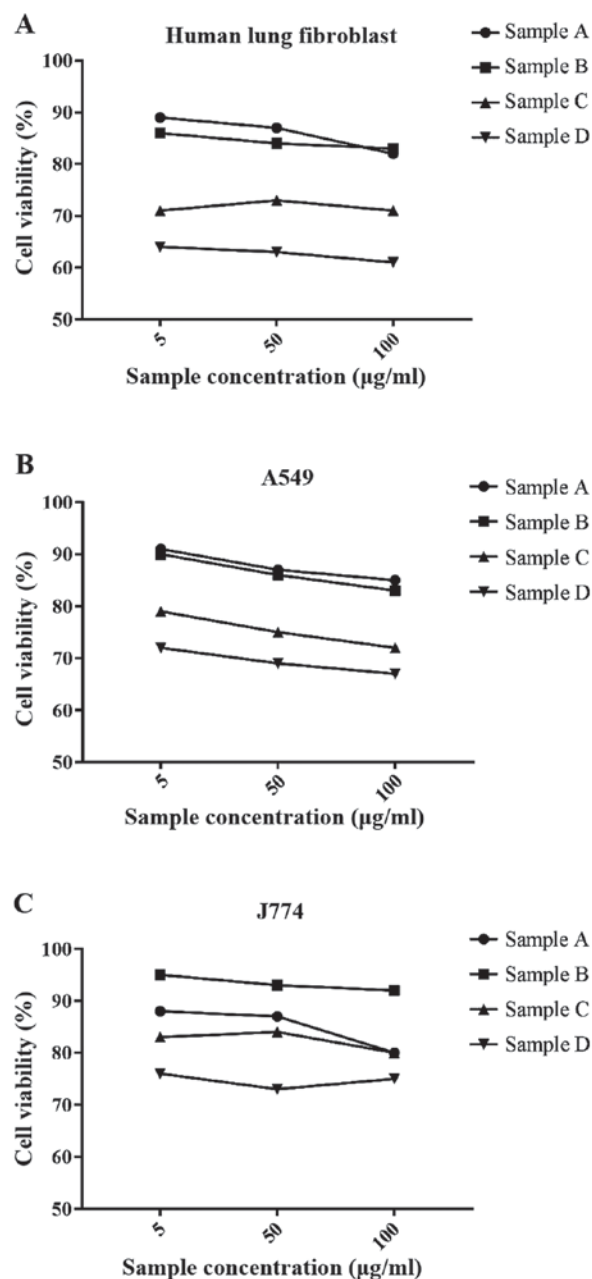 A
Human lung fibroblast
Sample A
Sample B
Sample C
Sample D
Cell viability (%)
100
90
80
70
60
50
5
50
100
Sample concentration (μg/ml)
B
A549
Sample A
Sample B
Sample C
Sample D
Cell viability (%)
100
90
80
70
60
50
5
50
100
Sample concentration (μg/ml)
C
J774
Sample A
Sample B
Sample C
Sample D
Cell viability (%)
100
90
80
70
60
50
5
50
100
Sample concentration (μg/ml)